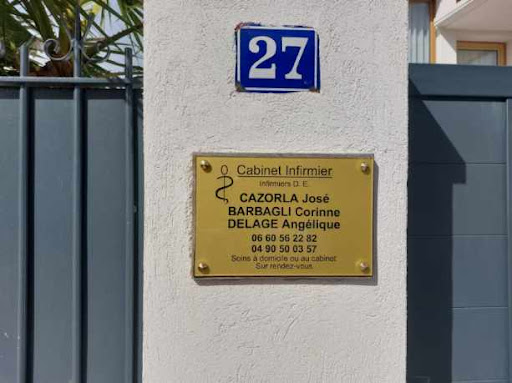 27
Cabinet Infirmier
Infirmiers D. E.
CAZORLA José
BARBAGLI Corinne
DELAGE Angélique
06 60 56 22 82
04 90 50 03 57
Soins à domicile ou au cabinet
Sur rendez-vous